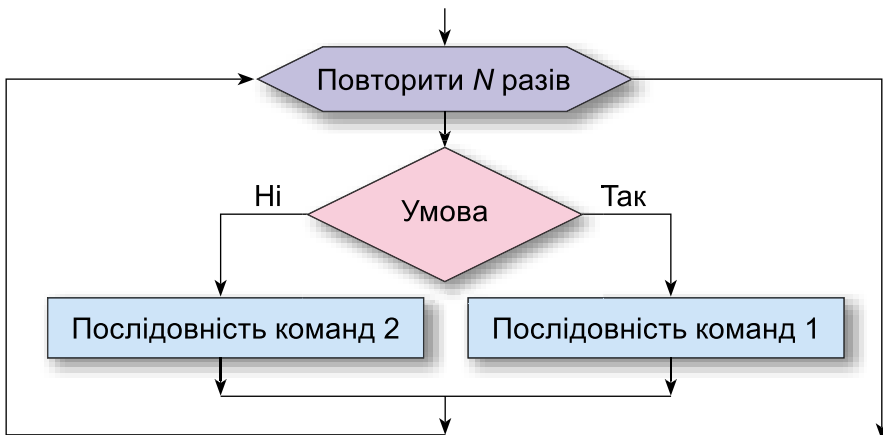 Повторити N разів
Умова
Ні
Так
Послідовність команд 2
Послідовність команд 1